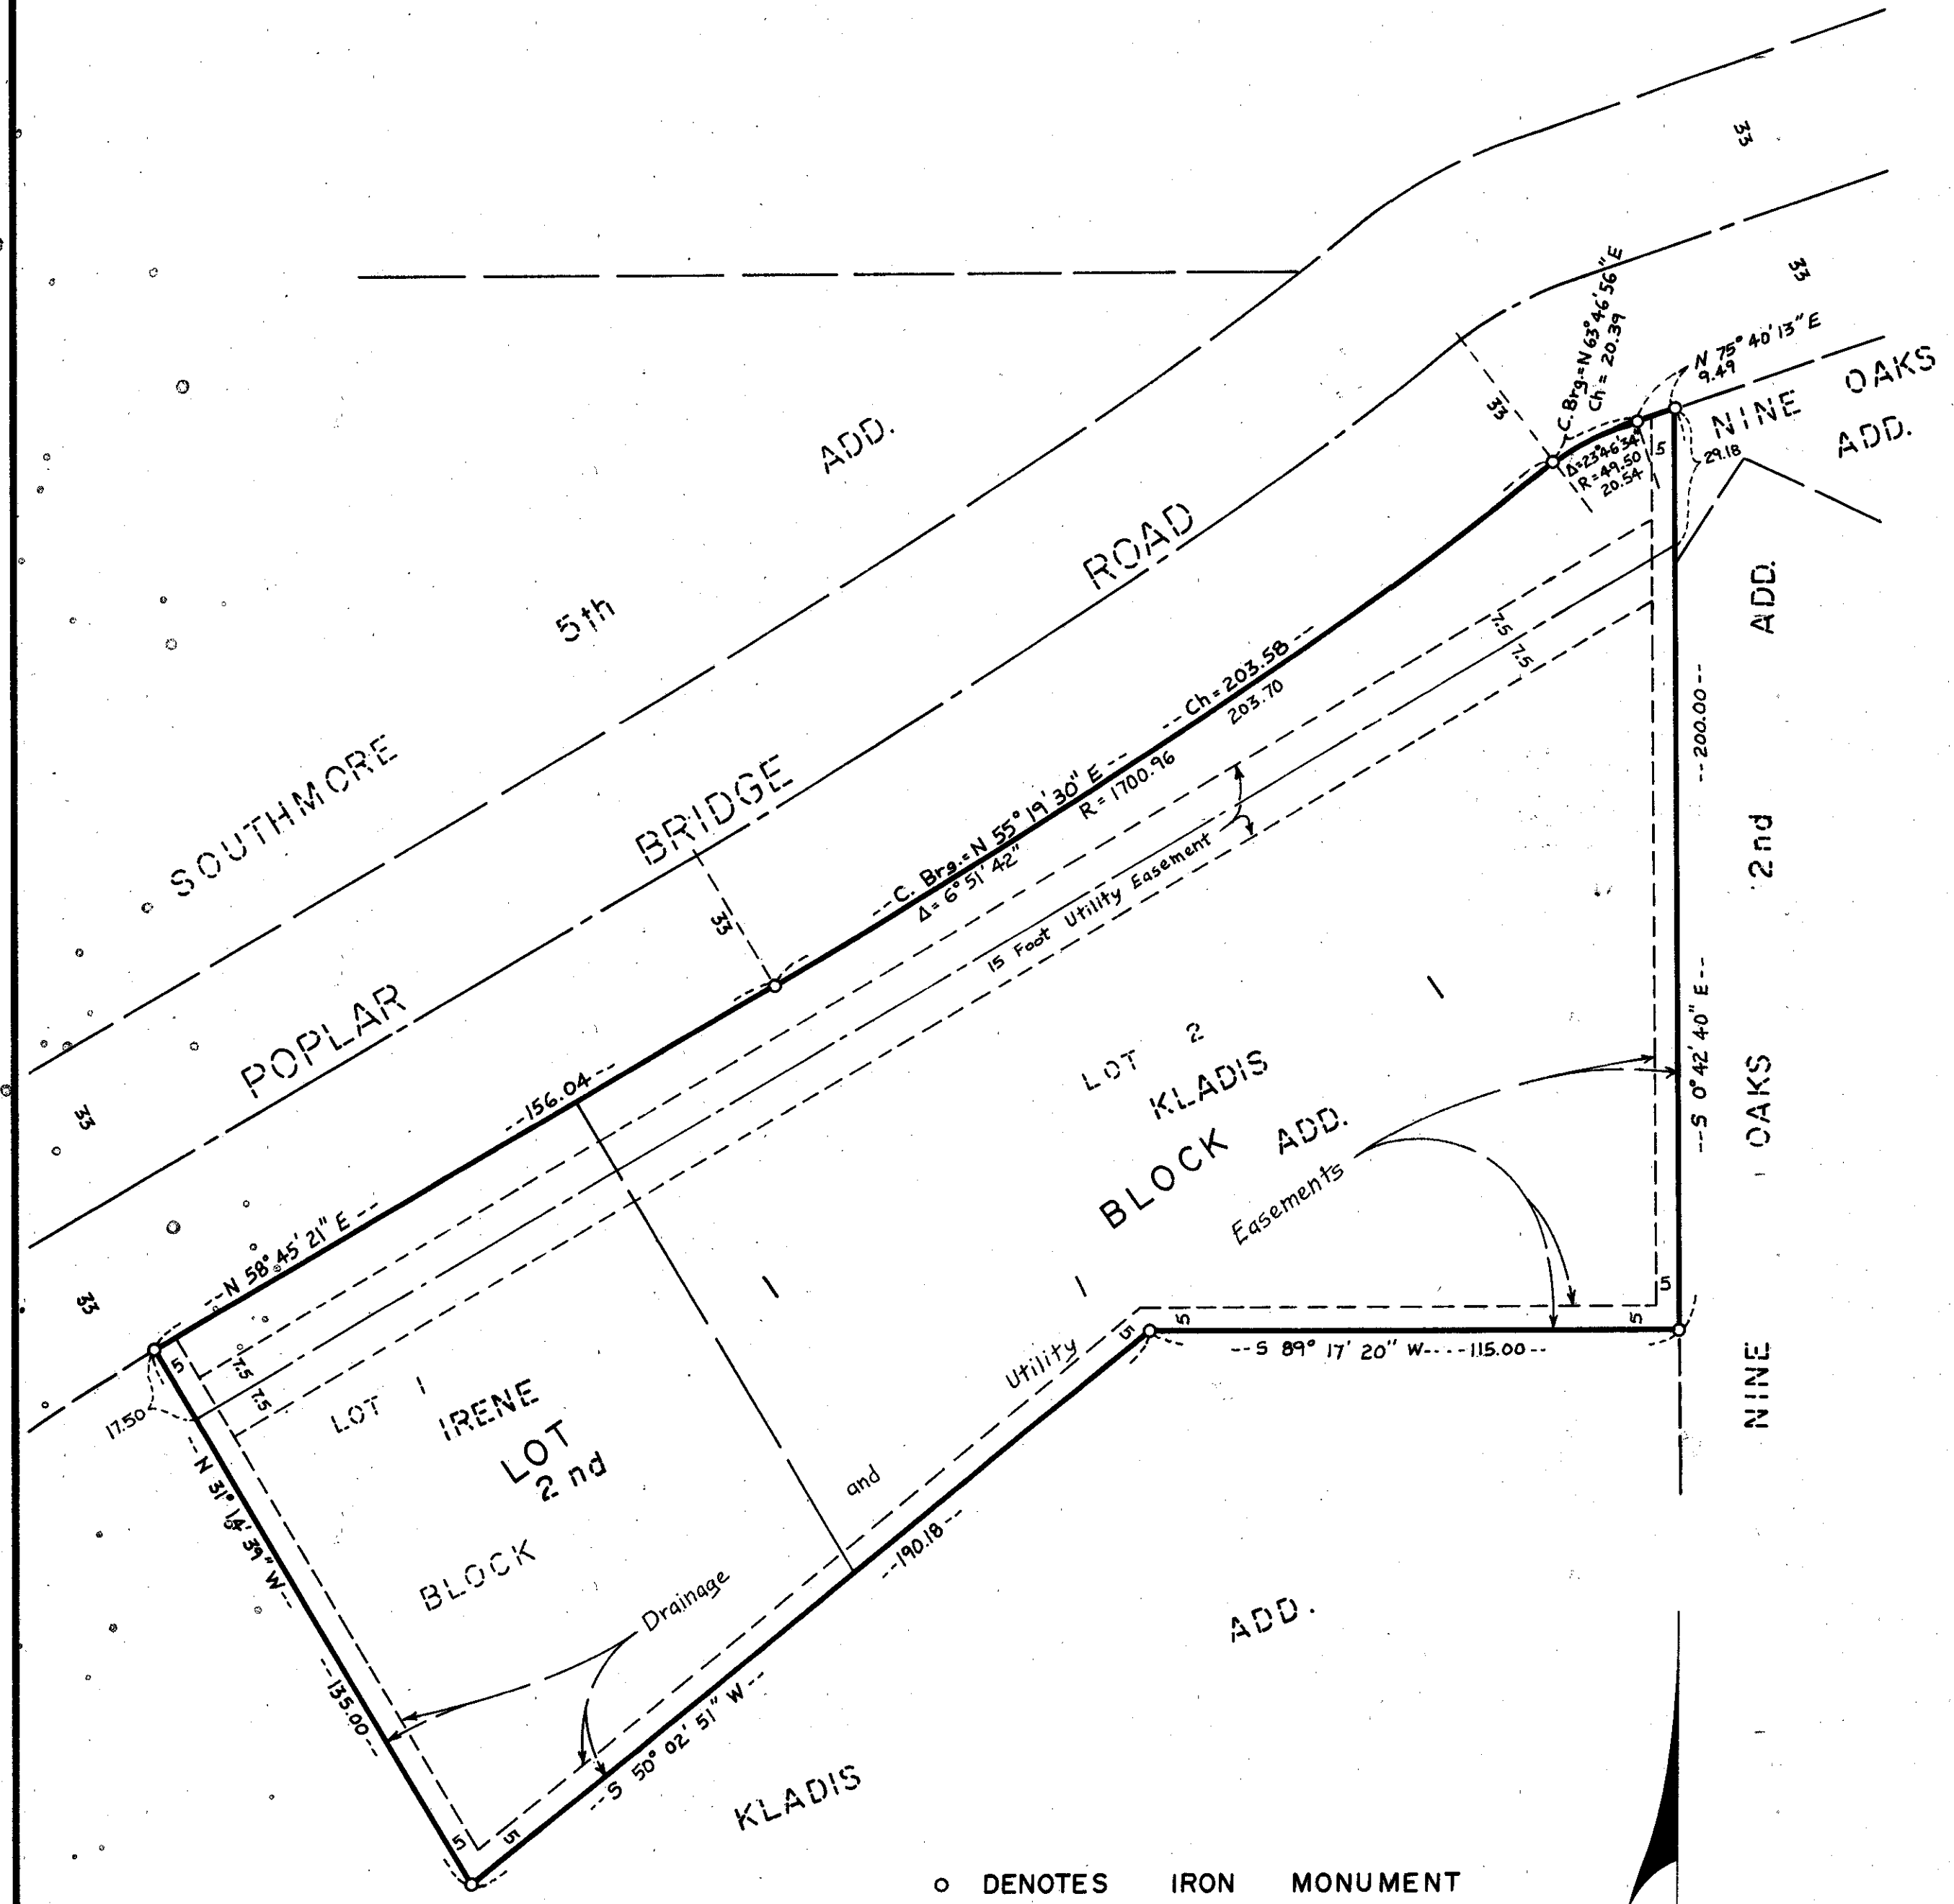 33
33
C. Brg.=N 63°46'56"E
Ch = 20.39
N 75°40'13"E
9.49
NINE OAKS
ADD.
33
Δ=23°46'34"
R=49.50
20.54
5
29.18
SOUTHMORE 5th ADD.
POPLAR BRIDGE ROAD
33
33
33
7.5
7.5
--Ch = 203.58--
203.70
--C. Brg.=N 55° 19' 30" E--
R = 1700.96
Δ= 6° 51' 42"
15 Foot Utility Easement
--200.00--
--S 0° 42' 40" E--
NINE OAKS 2nd ADD.
--156.04--
--N 58° 45' 21" E--
LOT 2
KLADIS
BLOCK ADD.
1
Easements
5
5
5
5
--S 89° 17' 20" W----115.00--
5
7.5
7.5
17.50
LOT 1
IRENE
LOT
2 nd
BLOCK
1
1
Drainage and Utility
--N 31° 14' 39" W--
--135.00--
--190.18--
--S 50° 02' 51" W--
5
5
KLADIS ADD.
o DENOTES IRON MONUMENT